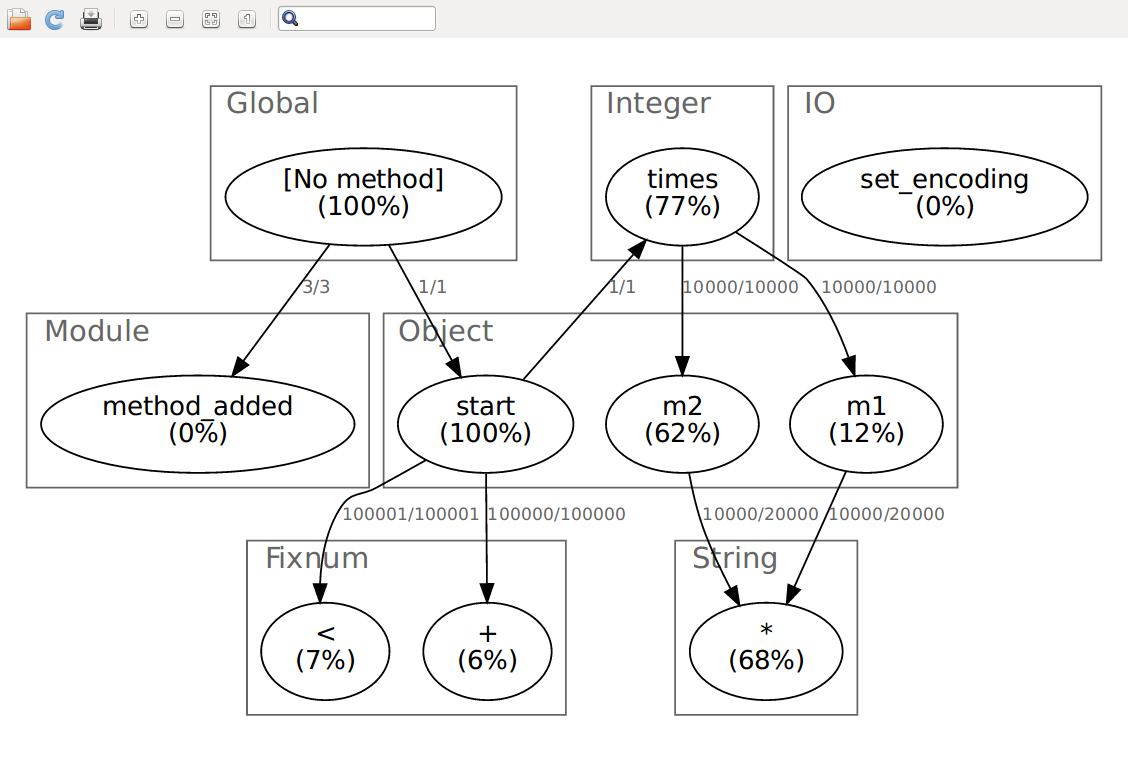 1
Global
Integer
IO
[No method]
(100%)
times
(77%)
set_encoding
(0%)
3/3
1/1
1/1
10000/10000
10000/10000
Module
Object
method_added
(0%)
start
(100%)
m2
(62%)
m1
(12%)
100001/100001
100000/100000
10000/20000
10000/20000
Fixnum
String
<
(7%)
+
(6%)
*
(68%)